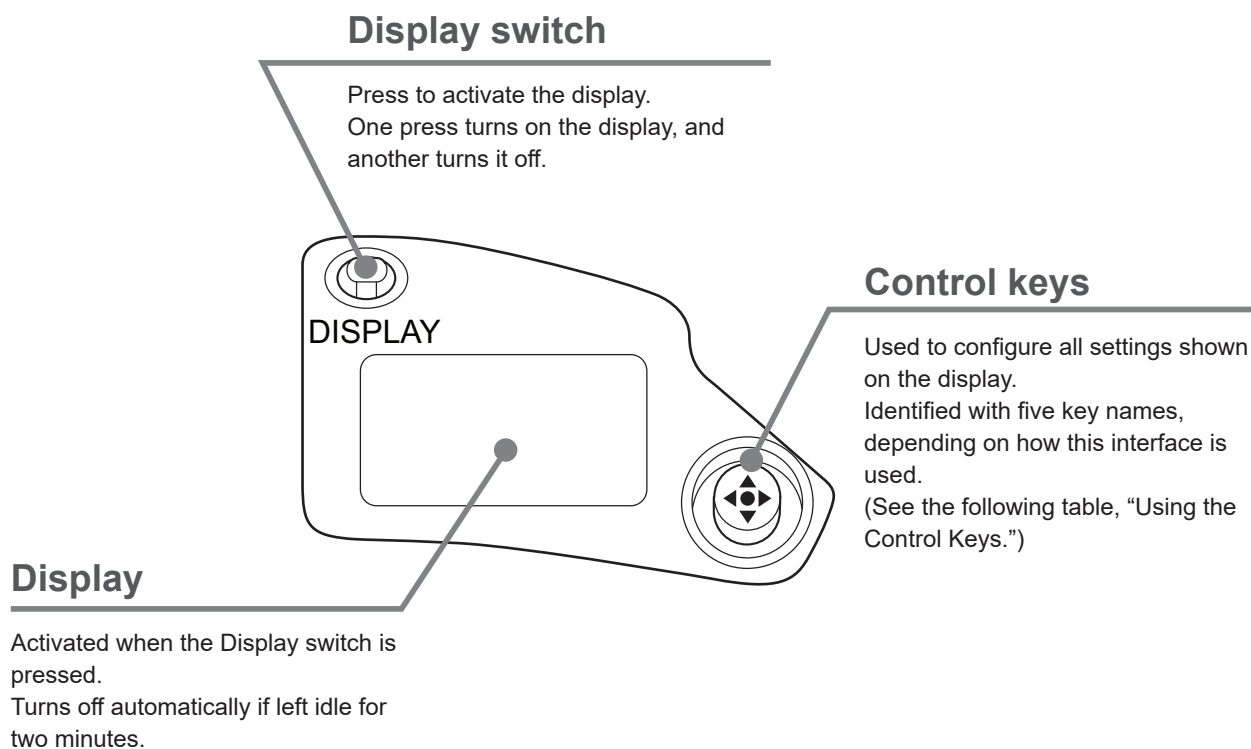 Display switch
Press to activate the display.
One press turns on the display, and
another turns it off.
DISPLAY
Control keys
Used to configure all settings shown
on the display.
Identified with five key names,
depending on how this interface is
used.
(See the following table, “Using the
Control Keys.”)
Display
Activated when the Display switch is
pressed.
Turns off automatically if left idle for
two minutes.